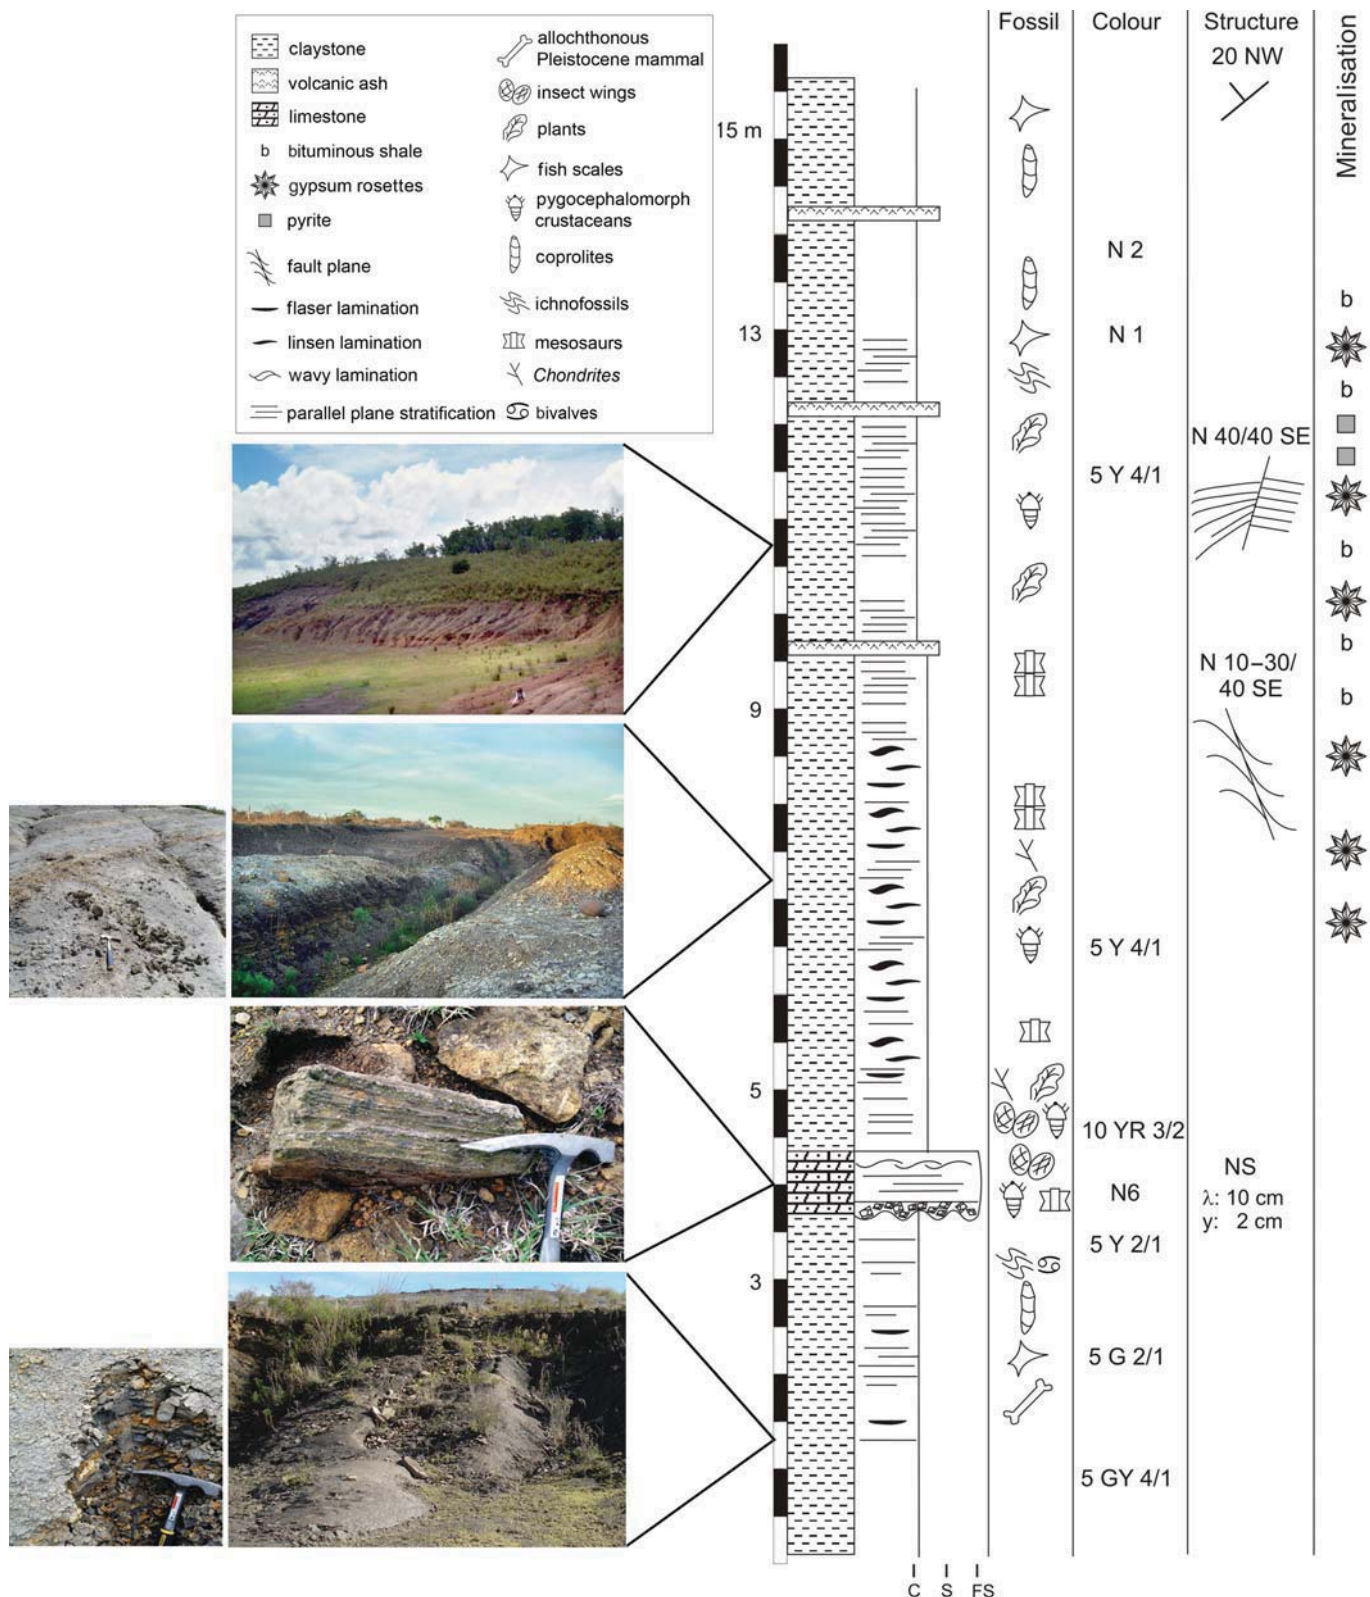 claystone
volcanic ash
limestone
b bituminous shale
gypsum rosettes
pyrite
fault plane
flaser lamination
linsen lamination
wavy lamination
parallel plane stratification
allochthonous
Pleistocene mammal
insect wings
plants
fish scales
pygocephalomorph
crustaceans
coprolites
ichnofossils
mesosaurs
Chondrites
bivalves
15 m
13
9
5
3
C S FS
Fossil
Colour
N 2
N 1
5 Y 4/1
5 Y 4/1
10 YR 3/2
N6
5 Y 2/1
5 G 2/1
5 GY 4/1
Structure
20 NW
N 40/40 SE
N 10–30/
40 SE
NS
λ: 10 cm
y: 2 cm
Mineralisation
b
b
b
b
b